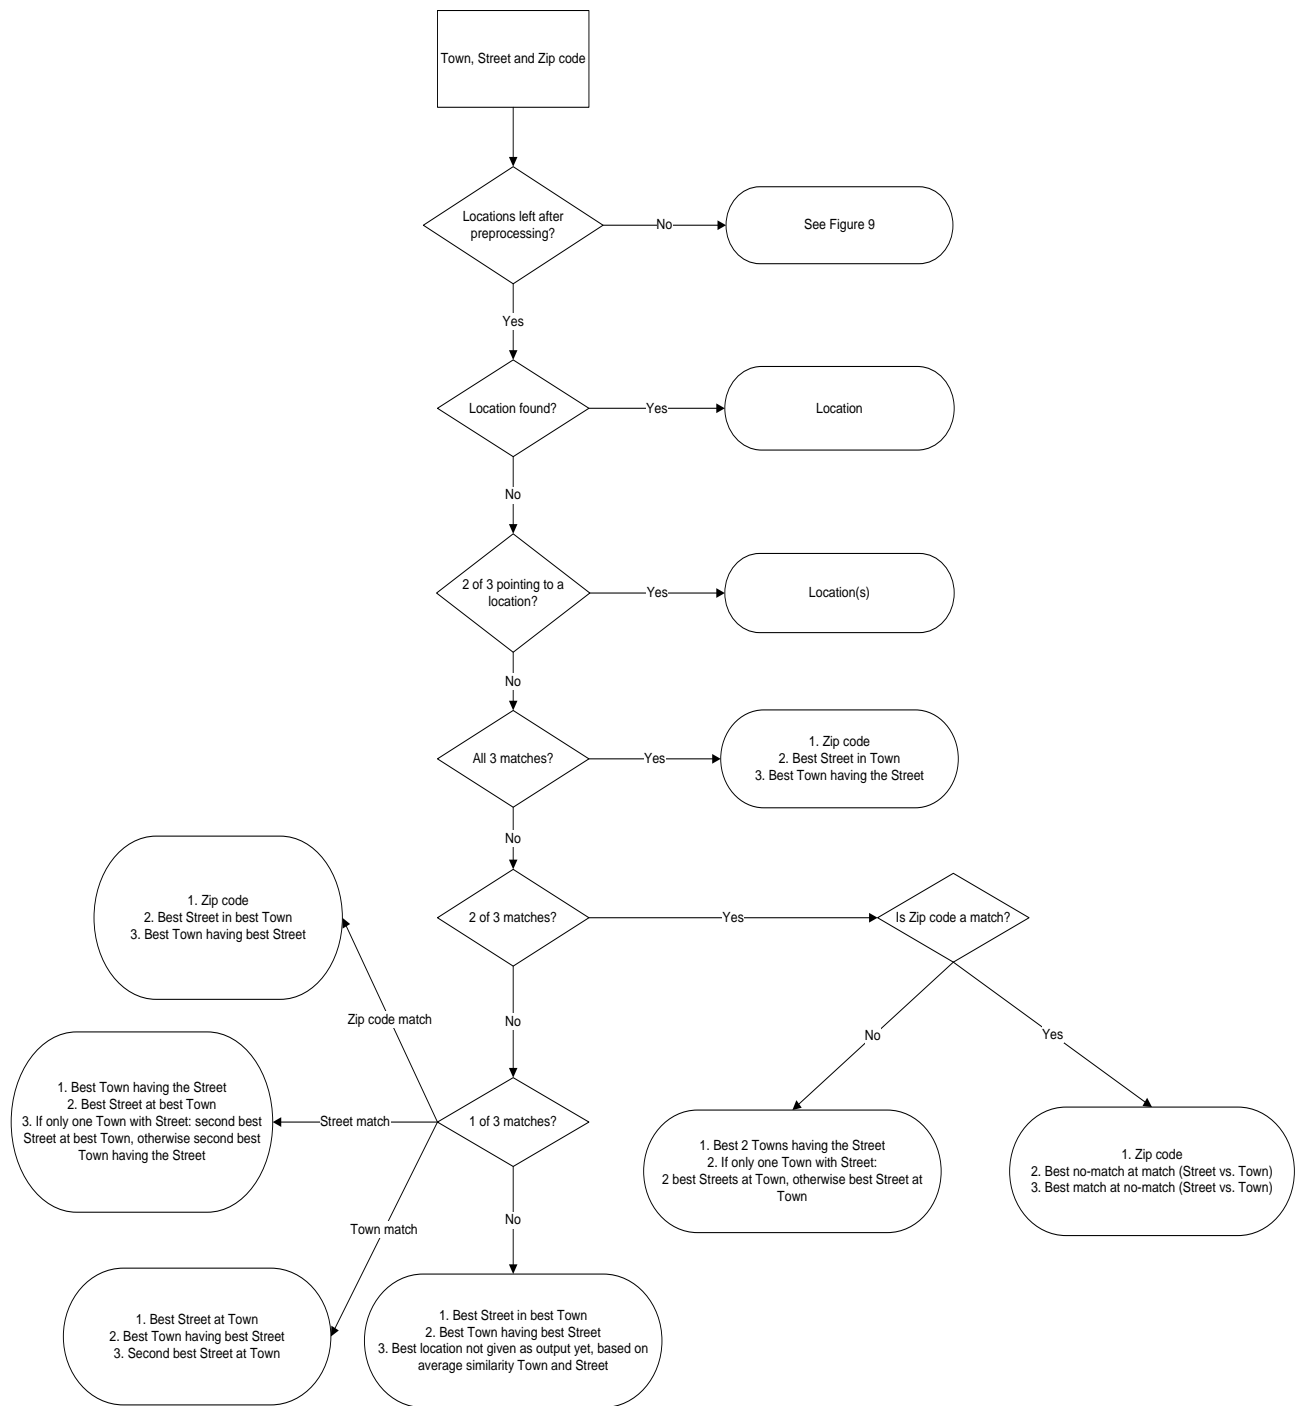 Town, Street and Zip code
Locations left after
preprocessing?
No
See Figure 9
Yes
Location found?
Yes
Location
No
2 of 3 pointing to a
location?
Yes
Location(s)
No
All 3 matches?
Yes
1. Zip code
2. Best Street in Town
3. Best Town having the Street
No
1. Zip code
2. Best Street in best Town
3. Best Town having best Street
2 of 3 matches?
Yes
Is Zip code a match?
Zip code match
No
No
Yes
1. Best Town having the Street
2. Best Street at best Town
3. If only one Town with Street: second best
Street at best Town, otherwise second best
Town having the Street
Street match
1 of 3 matches?
1. Best 2 Towns having the Street
2. If only one Town with Street:
2 best Streets at Town, otherwise best Street at
Town
1. Zip code
2. Best no-match at match (Street vs. Town)
3. Best match at no-match (Street vs. Town)
Town match
No
1. Best Street at Town
2. Best Town having best Street
3. Second best Street at Town
1. Best Street in best Town
2. Best Town having best Street
3. Best location not given as output yet, based on
average similarity Town and Street